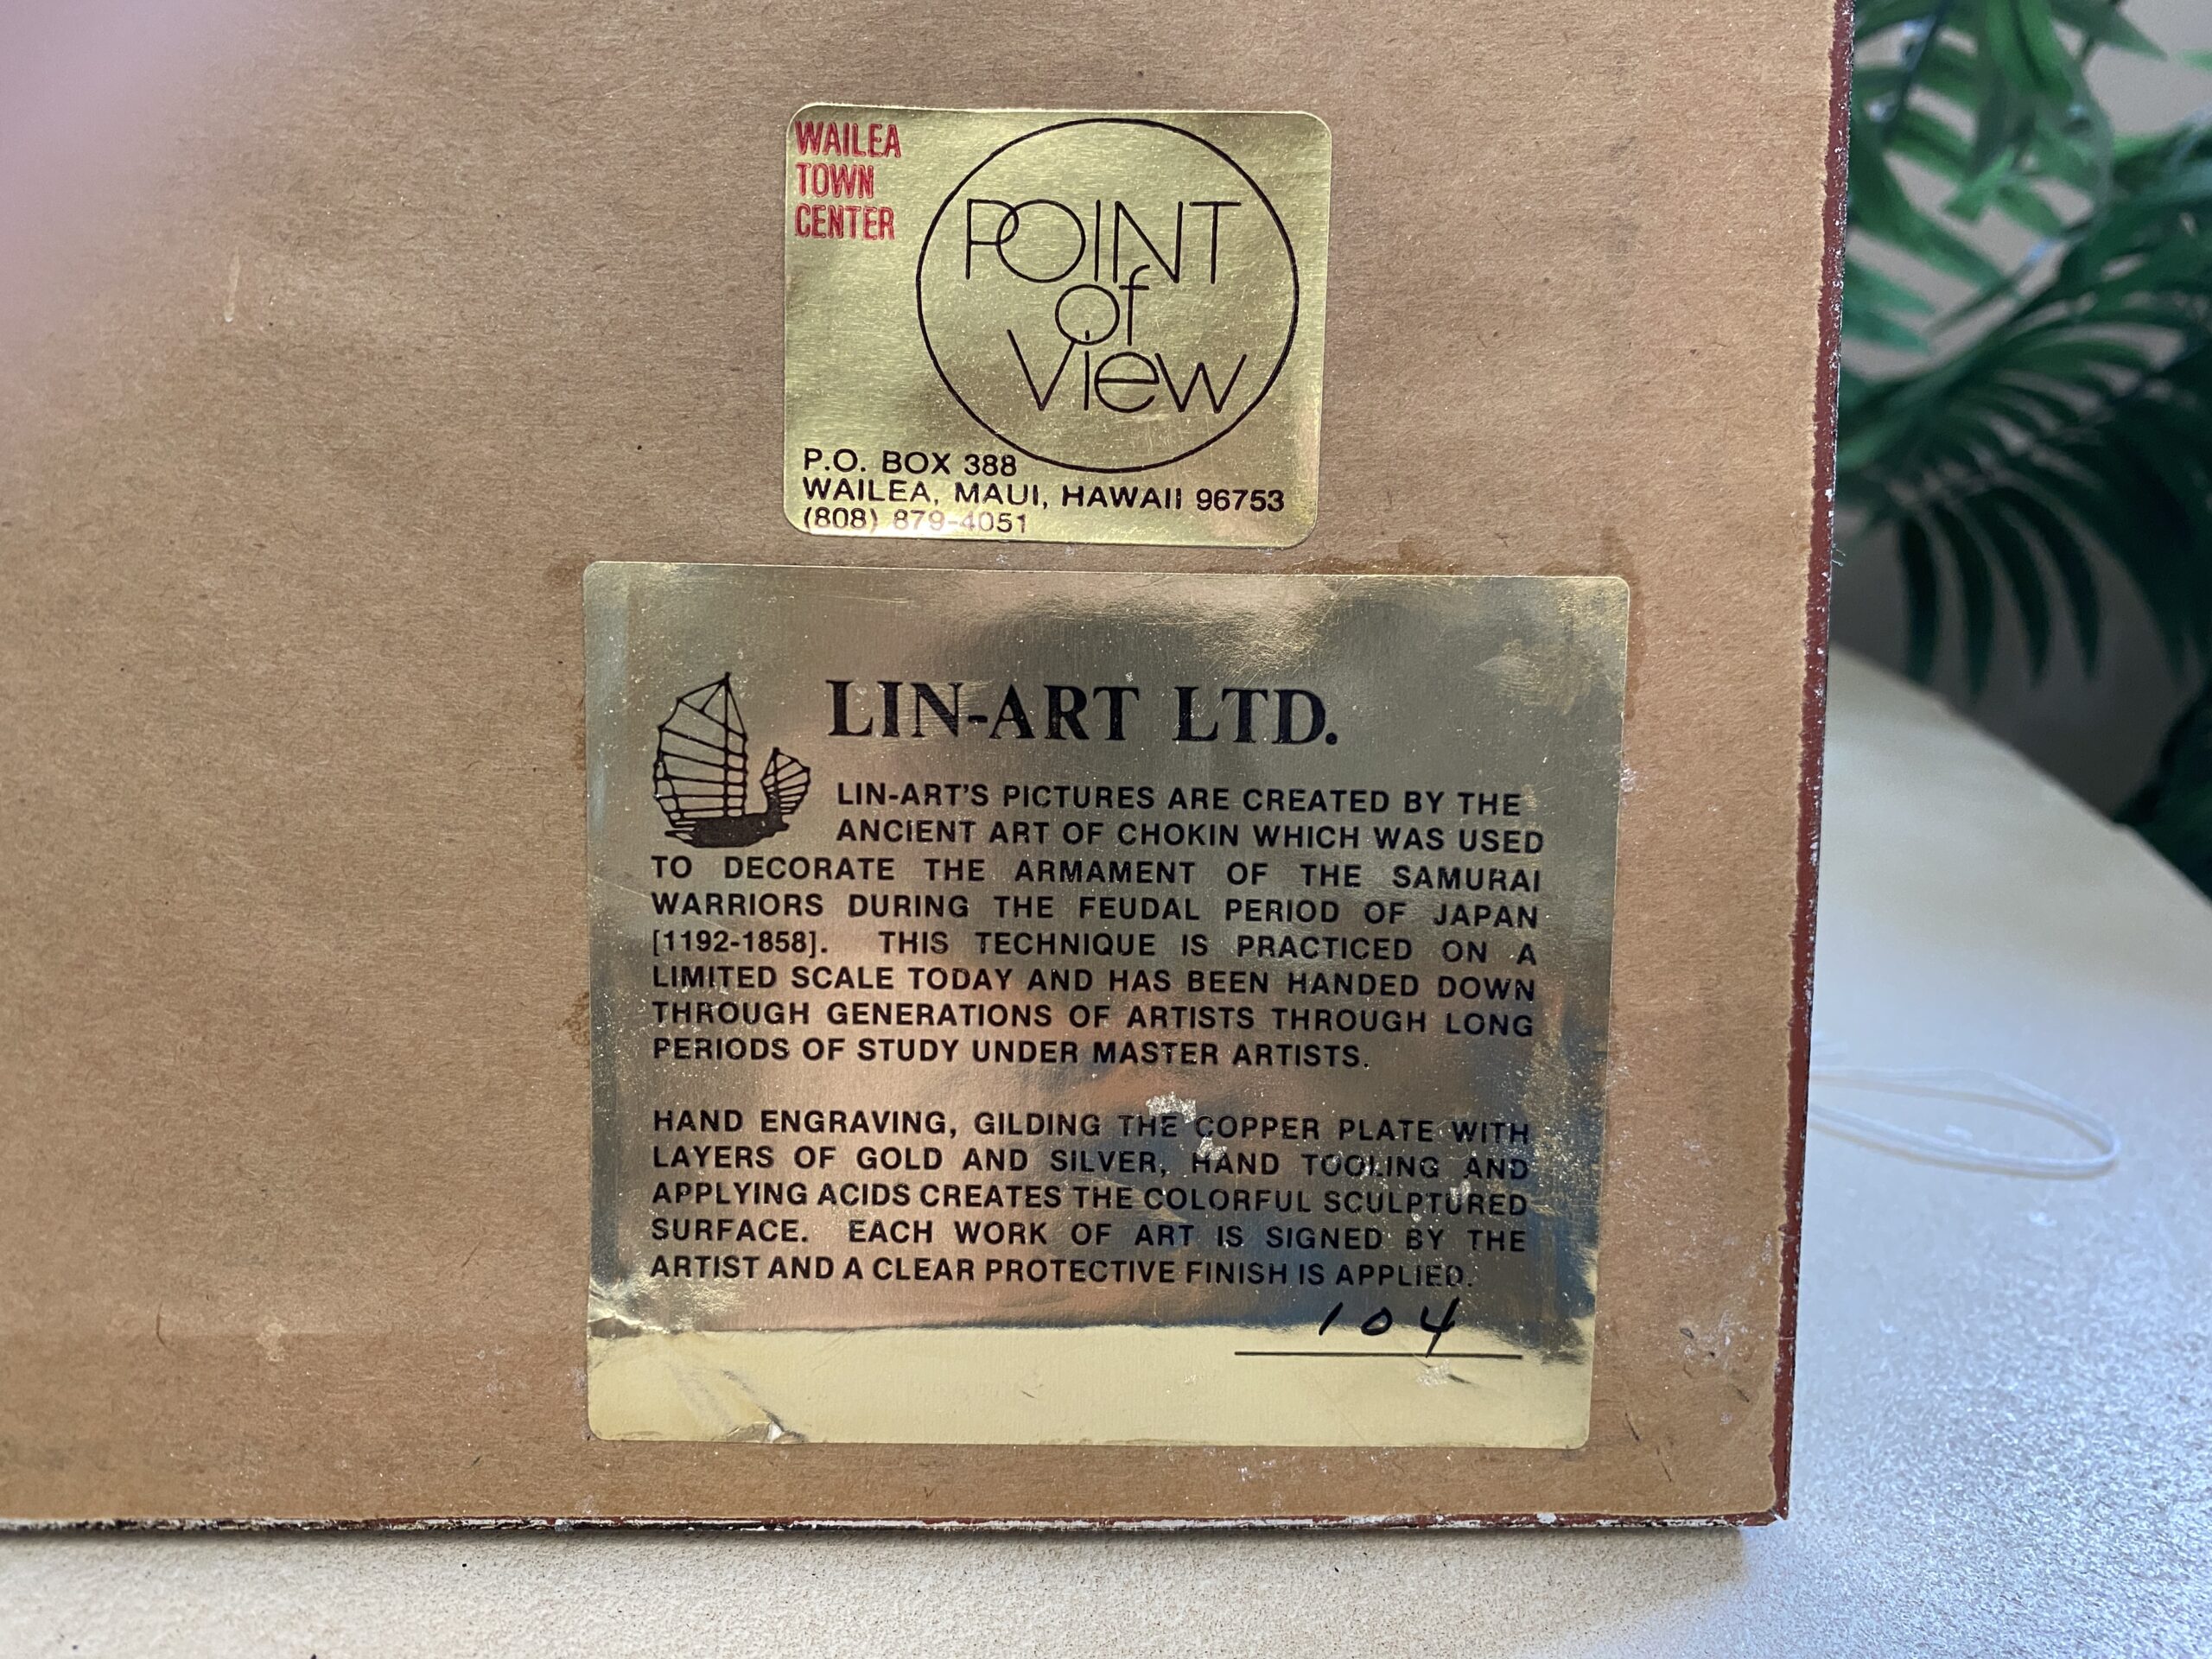 WAILEA
TOWN
CENTER
POINT
of
View
P.O. BOX 388
WAILEA, MAUI, HAWAII 96753
(808) 879-4051
LIN-ART LTD.
LIN-ART'S PICTURES ARE CREATED BY THE
ANCIENT ART OF CHOKIN WHICH WAS USED
TO DECORATE THE ARMAMENT OF THE SAMURAI
WARRIORS DURING THE FEUDAL PERIOD OF JAPAN
[1192-1858]. THIS TECHNIQUE IS PRACTICED ON A
LIMITED SCALE TODAY AND HAS BEEN HANDED DOWN
THROUGH GENERATIONS OF ARTISTS THROUGH LONG
PERIODS OF STUDY UNDER MASTER ARTISTS.
HAND ENGRAVING, GILDING THE COPPER PLATE WITH
LAYERS OF GOLD AND SILVER, HAND TOOLING AND
APPLYING ACIDS CREATES THE COLORFUL SCULPTURED
SURFACE. EACH WORK OF ART IS SIGNED BY THE
ARTIST AND A CLEAR PROTECTIVE FINISH IS APPLIED.
104